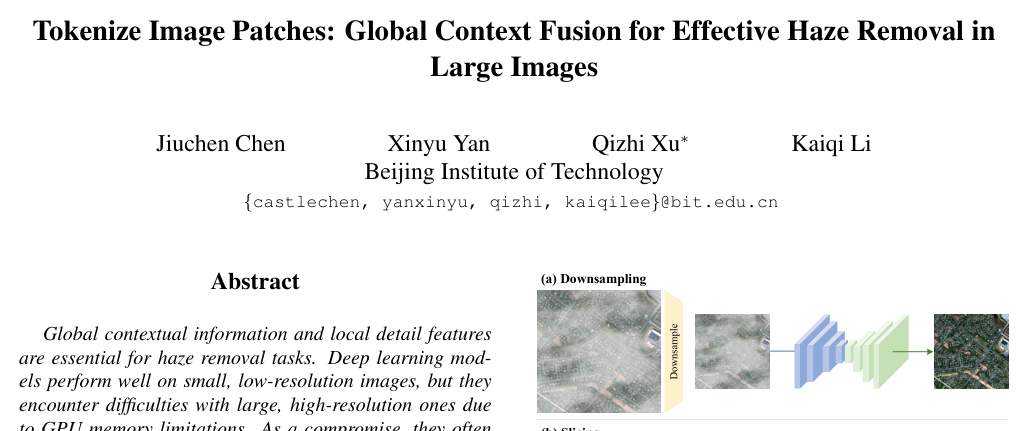 Tokenize Image Patches: Global Context Fusion for Effective Haze Removal in
Large Images
Jiuchen Chen Xinyu Yan Qizhi Xu* Kaiqi Li
Beijing Institute of Technology
{castlechen, yanxinyu, qizhi, kaiqilee}@bit.edu.cn
Abstract
Global contextual information and local detail features
are essential for haze removal tasks. Deep learning mod-
els perform well on small, low-resolution images, but they
encounter difficulties with large, high-resolution ones due
to GPU memory limitations. As a compromise, they often
(a) Downsampling
Downsample
(b) Slicing